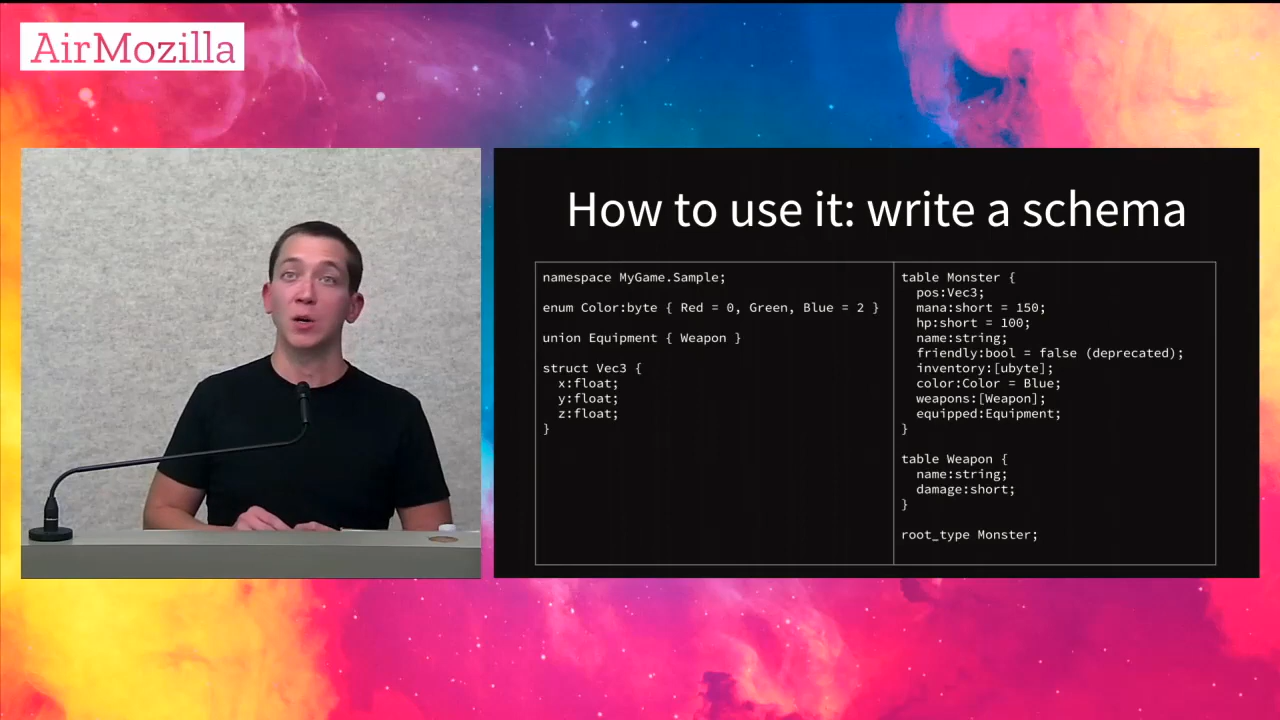 AirMozilla
How to use it: write a schema
namespace MyGame.Sample;
enum Color:byte { Red = 0, Green, Blue = 2 }
union Equipment { Weapon }
struct Vec3 {
x:float;
y:float;
z:float;
}
table Monster {
pos:Vec3;
mana:short = 150;
hp:short = 100;
name:string;
friendly:bool = false (deprecated);
inventory:[ubyte];
color:Color = Blue;
weapons:[Weapon];
equipped:Equipment;
}
table Weapon {
name:string;
damage:short;
}
root_type Monster;